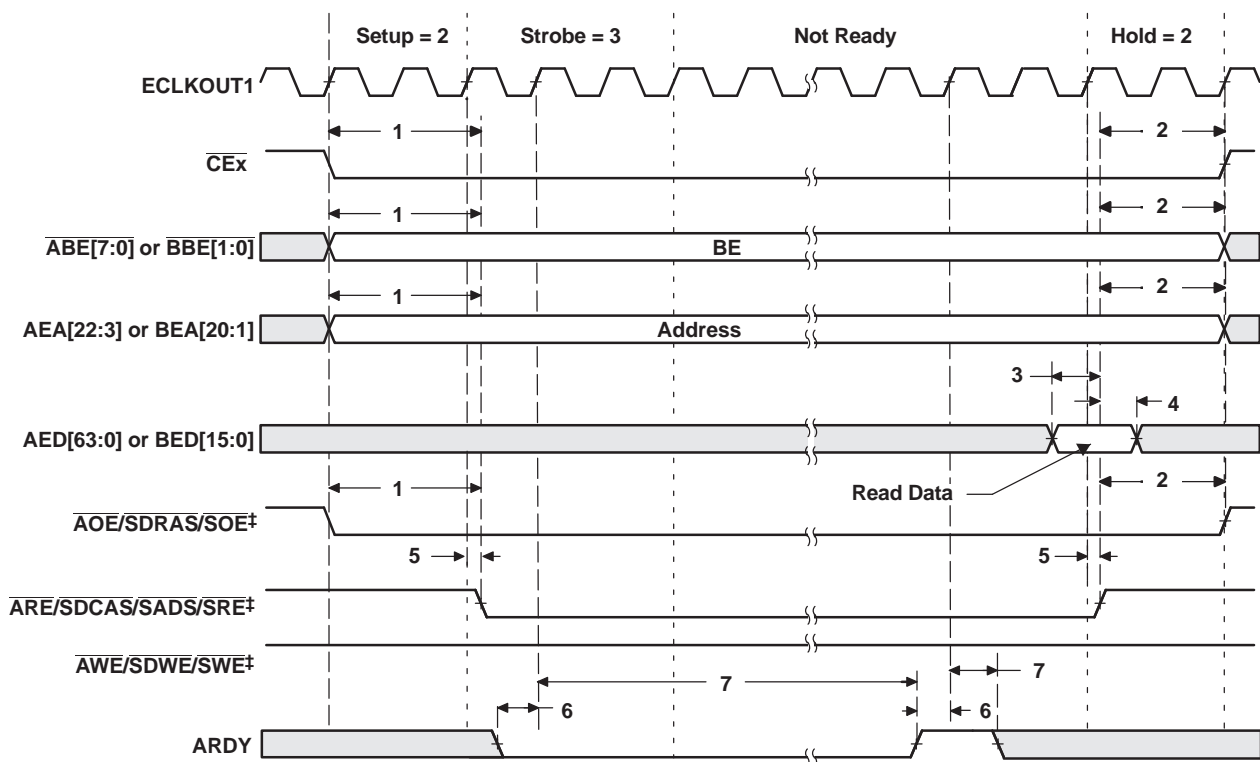 Setup = 2 Strobe = 3 Not Ready Hold = 2
ECLKOUT1
1 2
CEx
1 2
ABE[7:0] or BBE[1:0] BE
1 2
AEA[22:3] or BEA[20:1] Address
3
4
AED[63:0] or BED[15:0]
1 Read Data 2
AOE/SDRAS/SOE‡
5 5
ARE/SDCAS/SADS/SRE‡
AWE/SDWE/SWE‡
7 7
6 6
ARDY